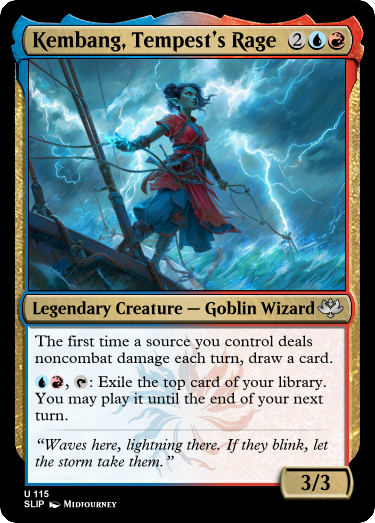 Kembang, Tempest's Rage 2
Legendary Creature — Goblin Wizard
The first time a source you control deals
noncombat damage each turn, draw a card.
: Exile the top card of your library.
You may play it until the end of your next
turn.
“Waves here, lightning there. If they blink, let
the storm take them.”
3/3
U 115
SLIP Midjourney